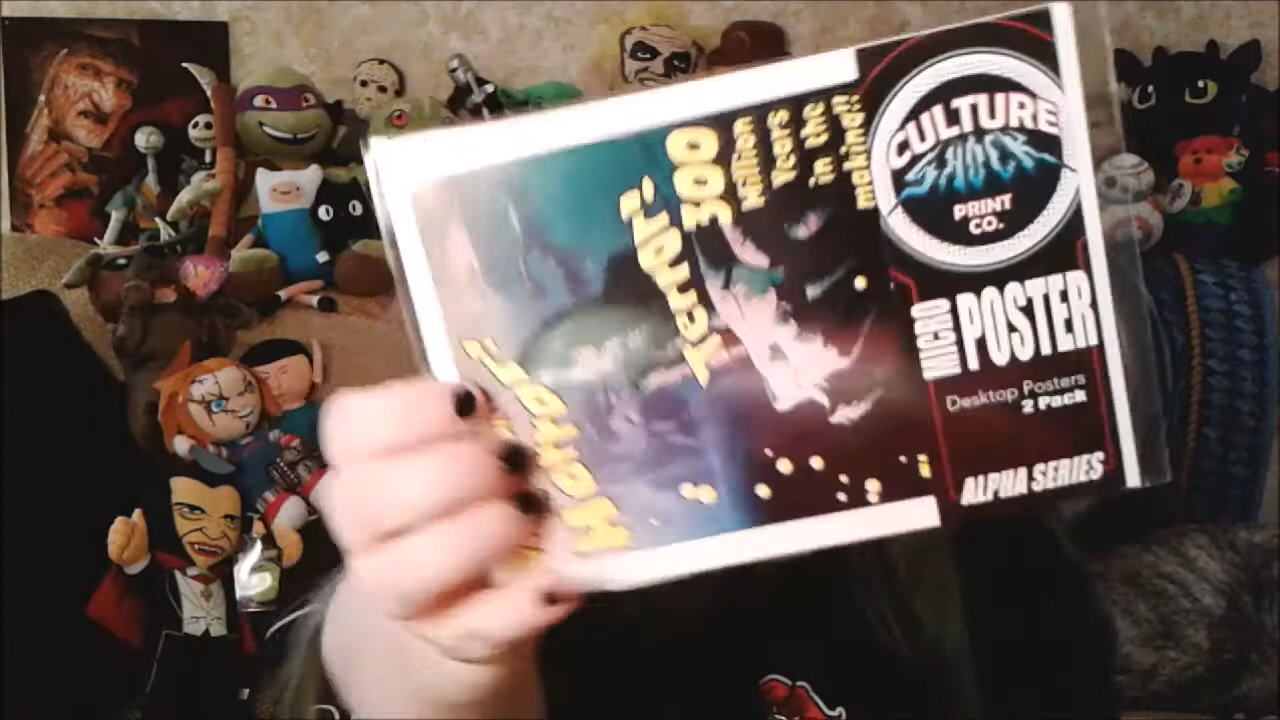 CULTURE
SHOCK
PRINT
CO.
MICRO
POSTER
Desktop Posters
2 Pack
ALPHA SERIES
Terror!
300
Million
Years
in the
making!!